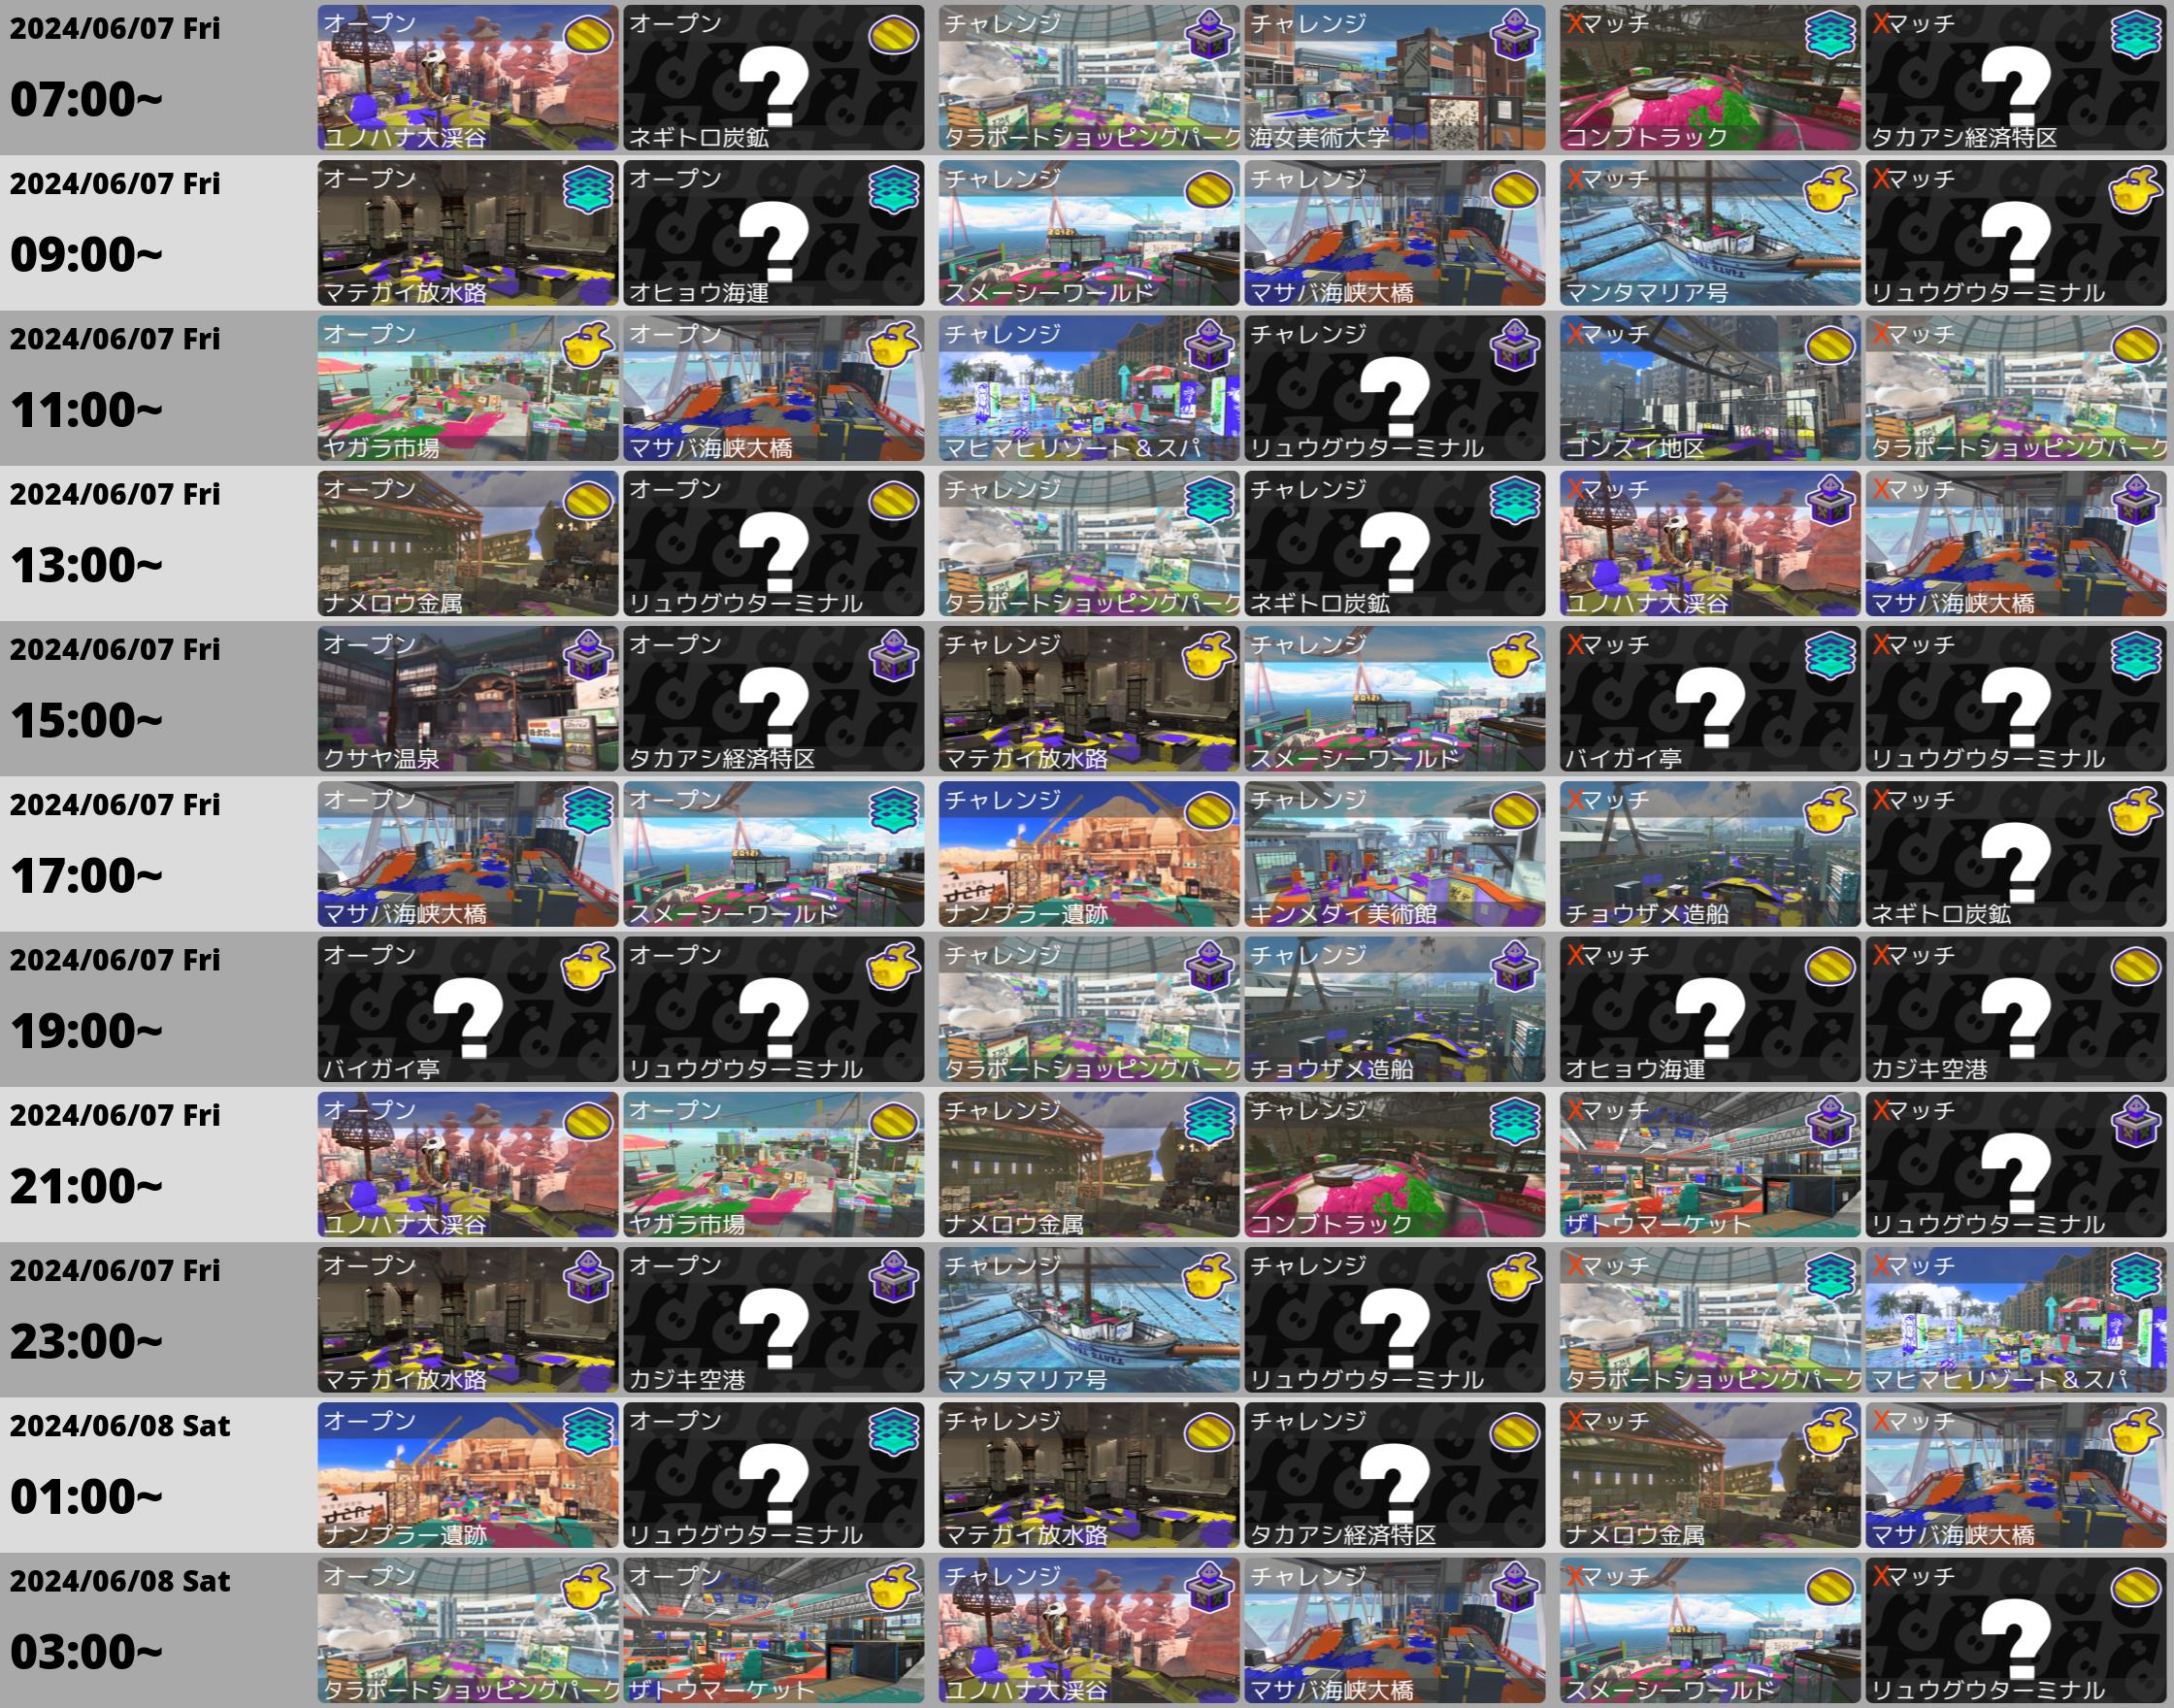 2024/06/07 Fri
07:00~
オープン
ユノハナ大渓谷
オープン
ネギトロ炭鉱
チャレンジ
タラポートショッピングパーク
チャレンジ
海女美術大学
Xマッチ
コンブトラック
Xマッチ
タカアシ経済特区
2024/06/07 Fri
09:00~
オープン
マテガイ放水路
オープン
オヒョウ海運
チャレンジ
スメーシーワールド
チャレンジ
マサバ海峡大橋
Xマッチ
マンタマリア号
Xマッチ
リュウグウターミナル
2024/06/07 Fri
11:00~
オープン
ヤガラ市場
オープン
マサバ海峡大橋
チャレンジ
マヒマヒリゾート&スパ
チャレンジ
リュウグウターミナル
Xマッチ
ゴンズイ地区
Xマッチ
タラポートショッピングパーク
2024/06/07 Fri
13:00~
オープン
ナメロウ金属
オープン
リュウグウターミナル
チャレンジ
タラポートショッピングパーク
チャレンジ
ネギトロ炭鉱
Xマッチ
ユノハナ大渓谷
Xマッチ
マサバ海峡大橋
2024/06/07 Fri
15:00~
オープン
クサヤ温泉
オープン
タカアシ経済特区
チャレンジ
マテガイ放水路
チャレンジ
スメーシーワールド
Xマッチ
バイガイ亭
Xマッチ
リュウグウターミナル
2024/06/07 Fri
17:00~
オープン
マサバ海峡大橋
オープン
スメーシーワールド
チャレンジ
ナンプラー遺跡
チャレンジ
キンメダイ美術館
Xマッチ
チョウザメ造船
Xマッチ
ネギトロ炭鉱
2024/06/07 Fri
19:00~
オープン
バイガイ亭
オープン
リュウグウターミナル
チャレンジ
タラポートショッピングパーク
チャレンジ
チョウザメ造船
Xマッチ
オヒョウ海運
Xマッチ
カジキ空港
2024/06/07 Fri
21:00~
オープン
ユノハナ大渓谷
オープン
ヤガラ市場
チャレンジ
ナメロウ金属
チャレンジ
コンブトラック
Xマッチ
ザトウマーケット
Xマッチ
リュウグウターミナル
2024/06/07 Fri
23:00~
オープン
マテガイ放水路
オープン
カジキ空港
チャレンジ
マンタマリア号
チャレンジ
リュウグウターミナル
Xマッチ
タラポートショッピングパーク
Xマッチ
マヒマヒリゾート&スパ
2024/06/08 Sat
01:00~
オープン
ナンプラー遺跡
オープン
リュウグウターミナル
チャレンジ
マテガイ放水路
チャレンジ
タカアシ経済特区
Xマッチ
ナメロウ金属
Xマッチ
マサバ海峡大橋
2024/06/08 Sat
03:00~
オープン
タラポートショッピングパーク
オープン
ザトウマーケット
チャレンジ
ユノハナ大渓谷
チャレンジ
マサバ海峡大橋
Xマッチ
スメーシーワールド
Xマッチ
リュウグウターミナル